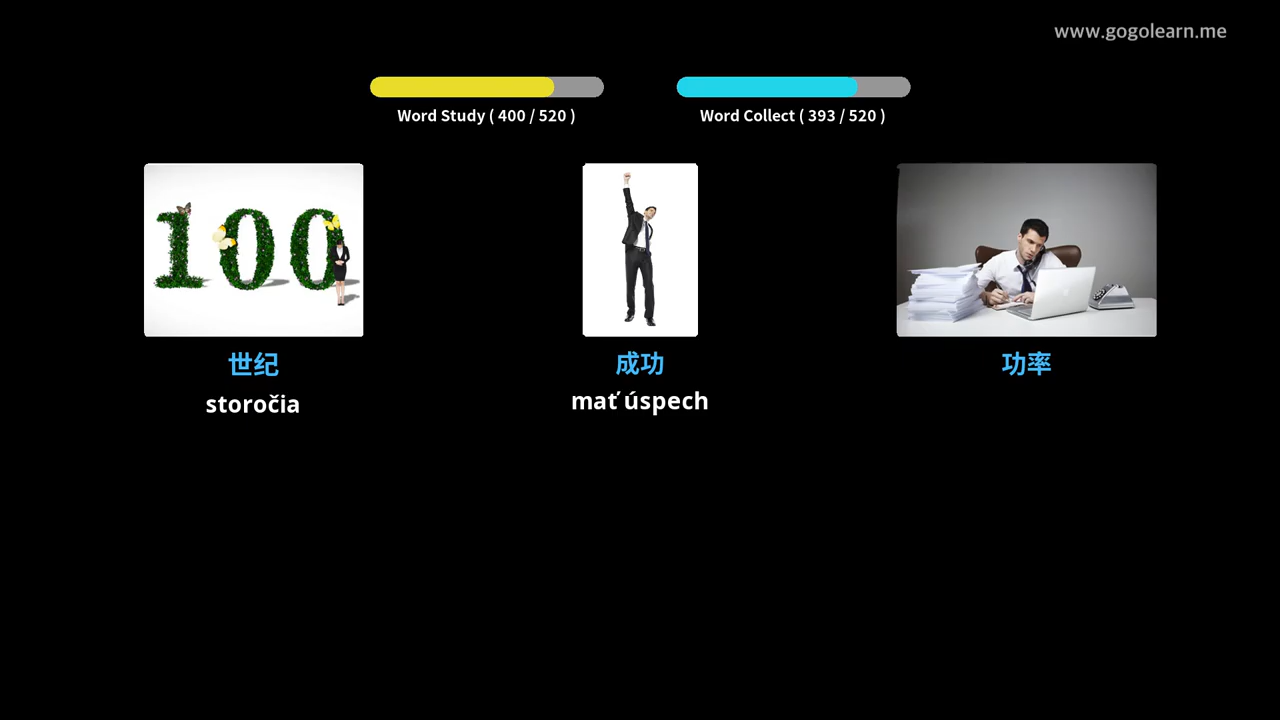 www.gogolearn.me
Word Study ( 400 / 520 )
Word Collect ( 393 / 520 )
世纪
成功
功率
storočia
mať úspech